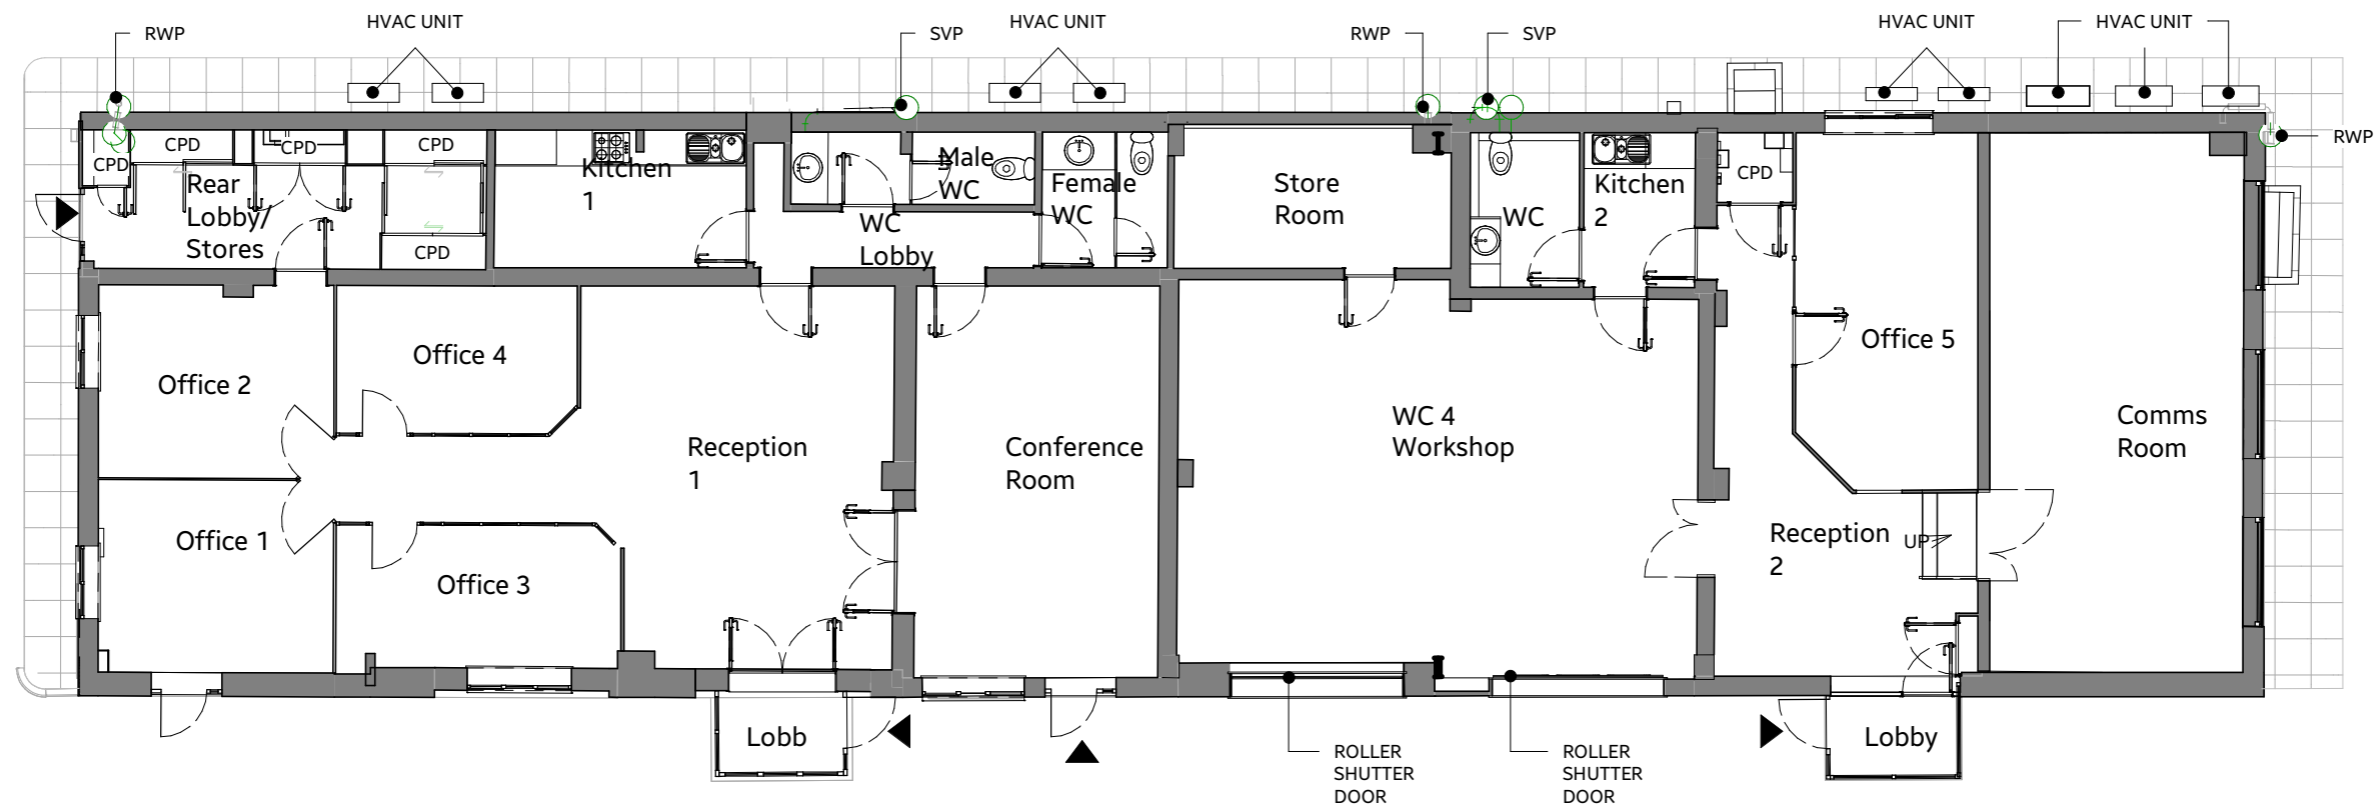 RWP
HVAC UNIT
SVP
HVAC UNIT
RWP
SVP
HVAC UNIT
HVAC UNIT
RWP
CPD
CPD
CPD
CPD
Rear
Lobby/
Stores
CPD
Kitchen
1
Male
WC
WC
Lobby
Female
WC
Store
Room
WC
Kitchen
2
CPD
Office 5
Office 2
Office 4
Reception
1
Conference
Room
WC 4
Workshop
Comms
Room
Office 1
Office 3
Reception
2
UP
Lobb
Lobby
ROLLER
SHUTTER
DOOR
ROLLER
SHUTTER
DOOR